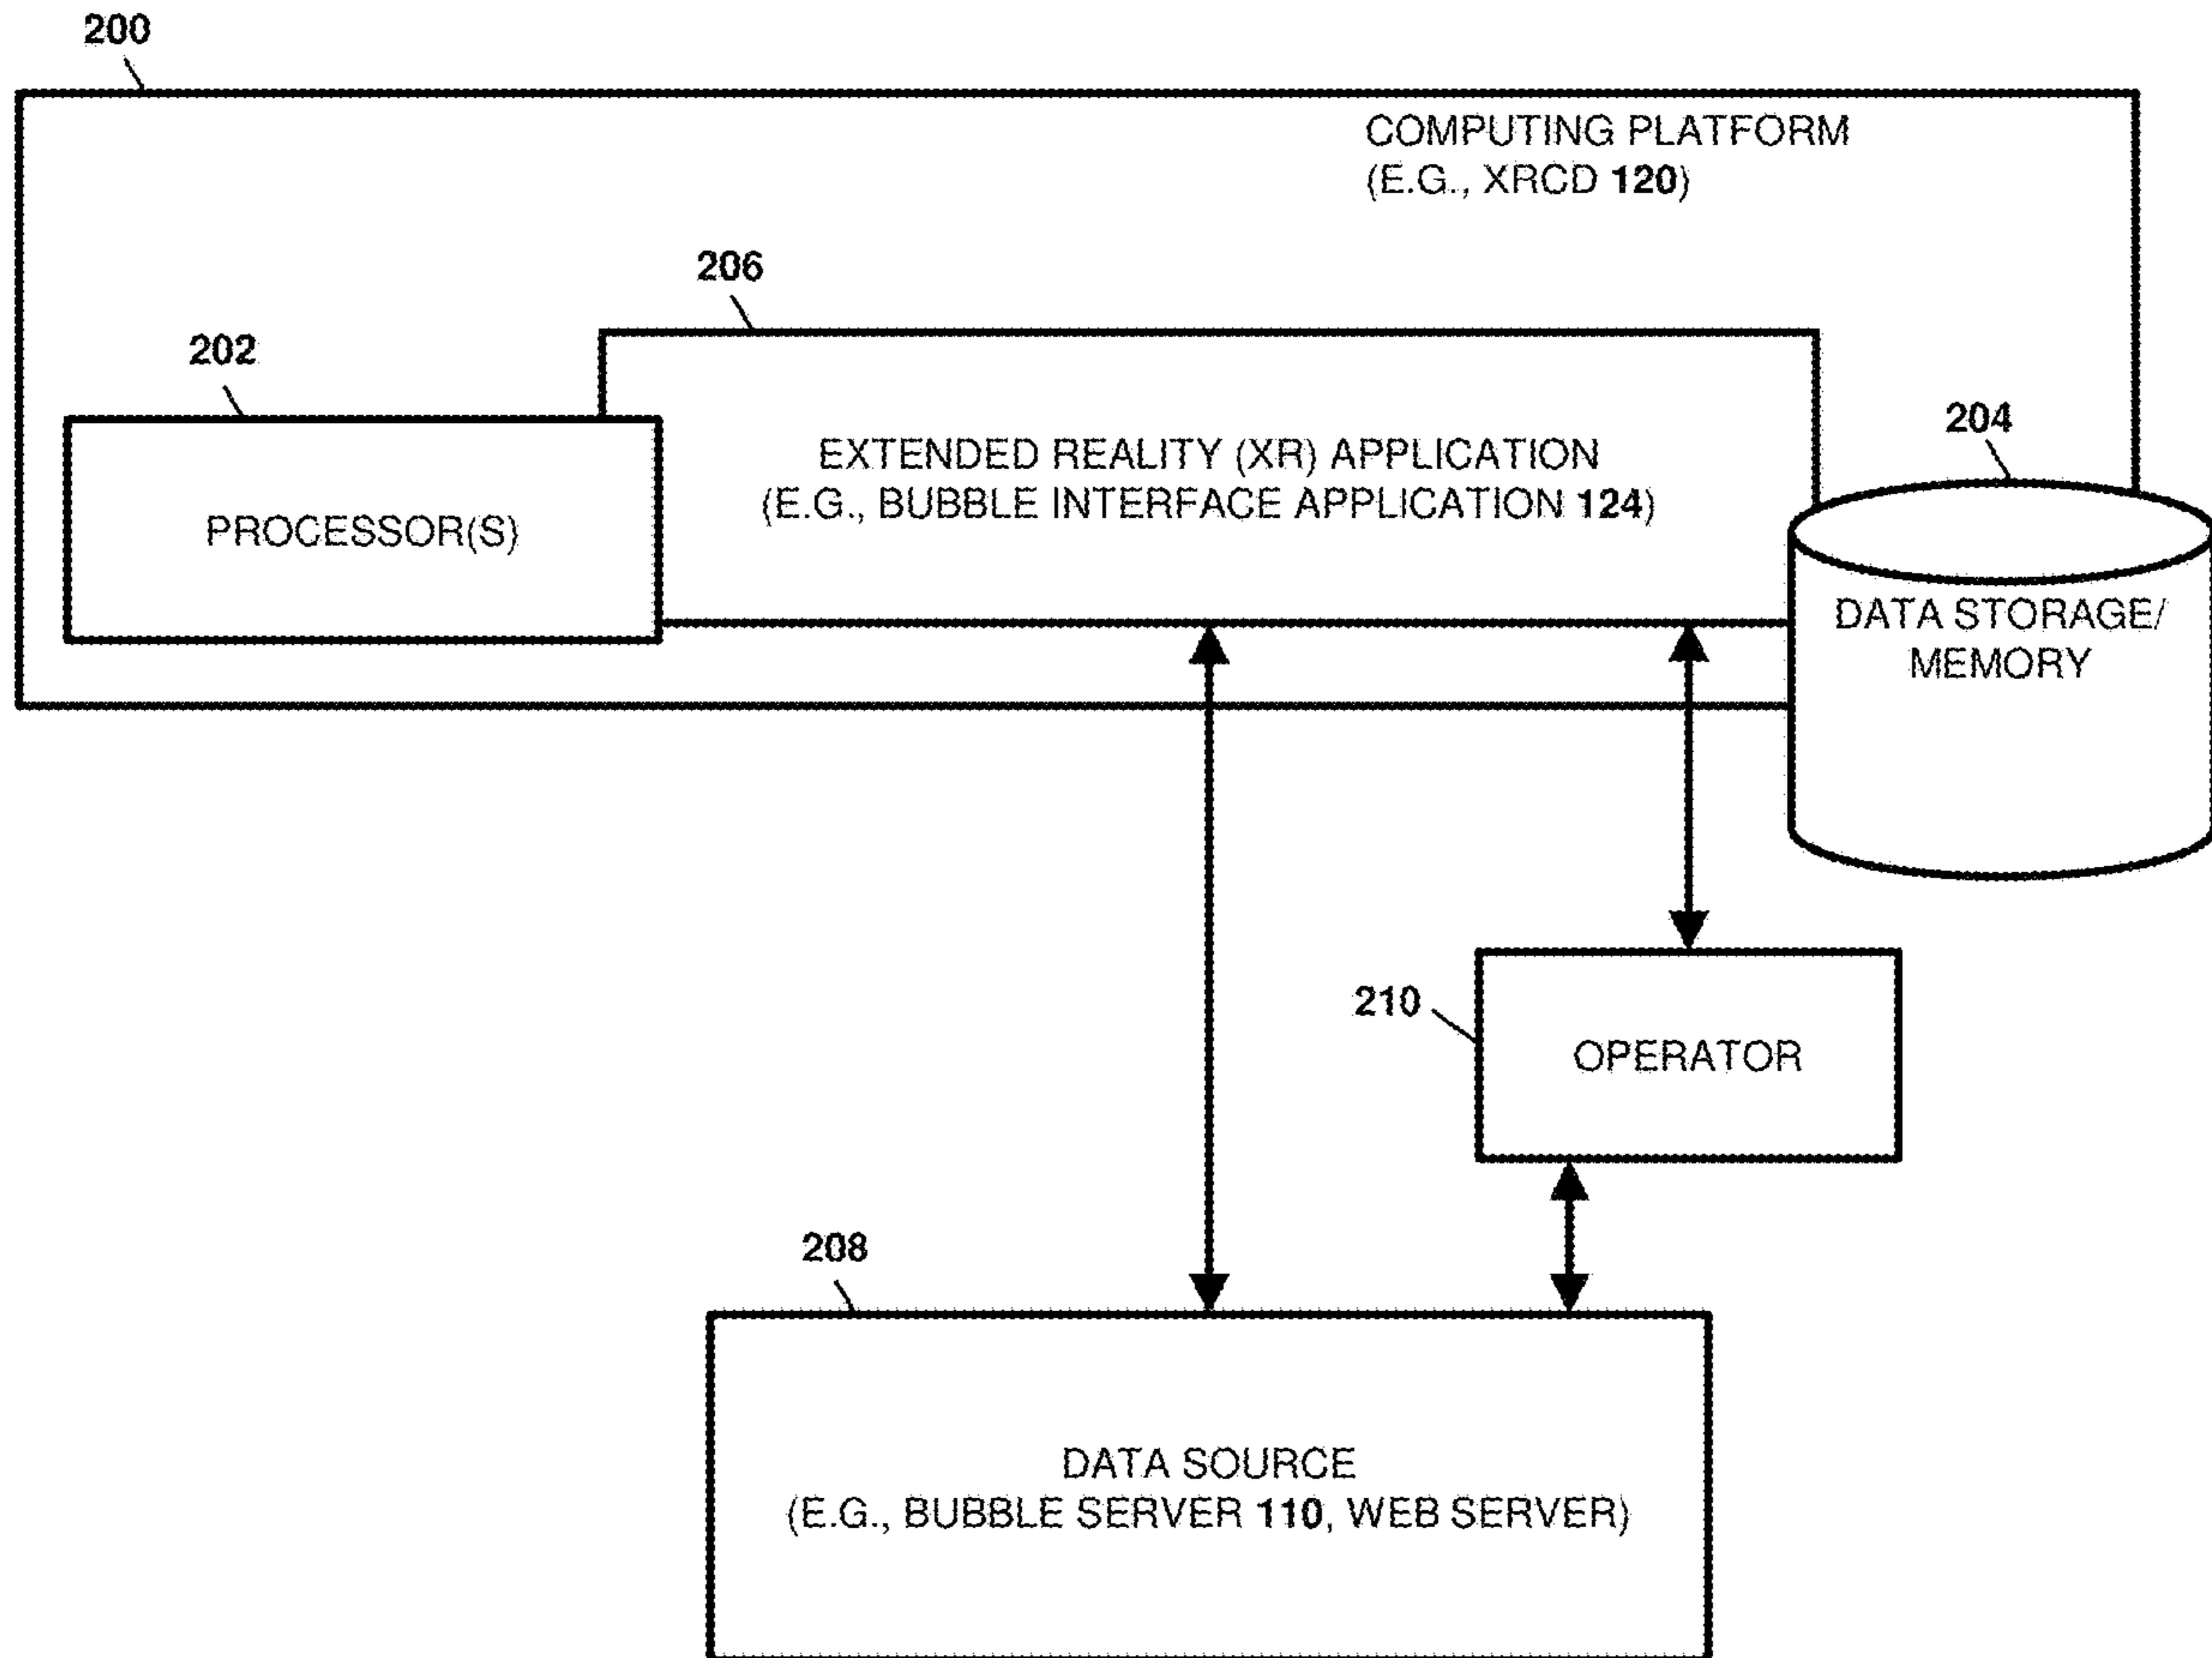 200
COMPUTING PLATFORM
(E.G., XRCD 120)
206
202
204
EXTENDED REALITY (XR) APPLICATION
(E.G., BUBBLE INTERFACE APPLICATION 124)
PROCESSOR(S)
DATA STORAGE/
MEMORY
210
OPERATOR
208
DATA SOURCE
(E.G., BUBBLE SERVER 110, WEB SERVER)